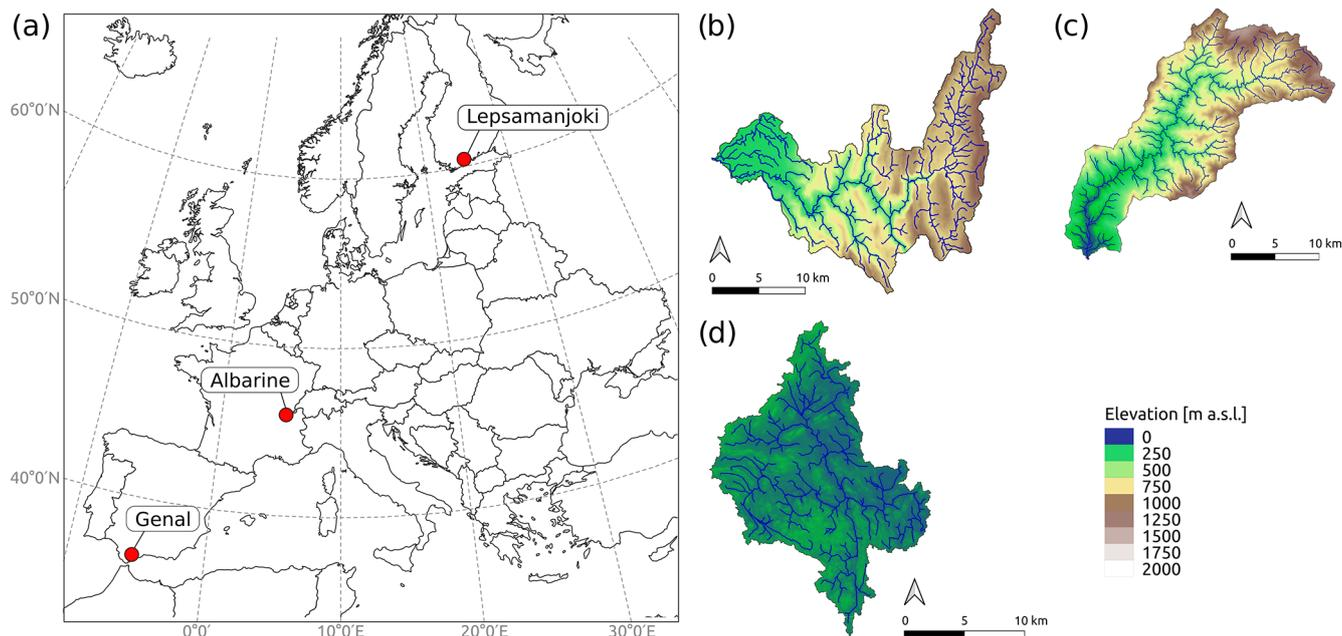 (a)
60°0′N
50°0′N
40°0′N
0°0′
10°0′E
20°0′E
30°0′E
Lepsamanjoki
Albarine
Genal
(b)
0 5 10 km
(c)
0 5 10 km
(d)
0 5 10 km
Elevation [m a.s.l.]
0
250
500
750
1000
1250
1500
1750
2000